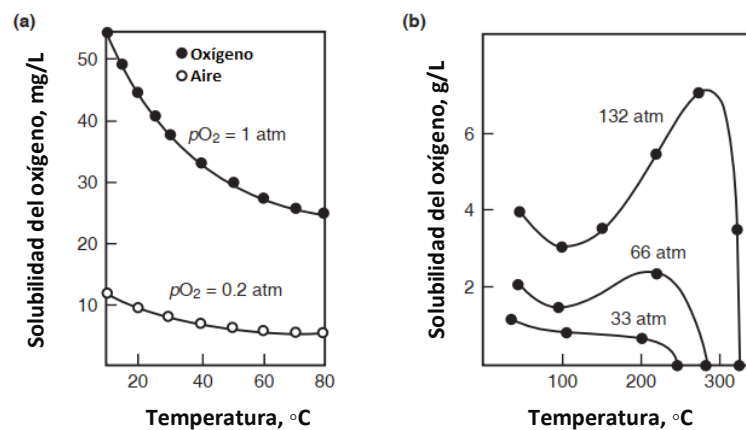 (a)
Solubilidad del oxígeno, mg/L
50
40
30
20
10
Oxígeno
Aire
pO₂ = 1 atm
pO₂ = 0.2 atm
20 40 60 80
Temperatura, °C
(b)
Solubilidad del oxígeno, g/L
6
4
2
132 atm
66 atm
33 atm
100 200 300
Temperatura, °C